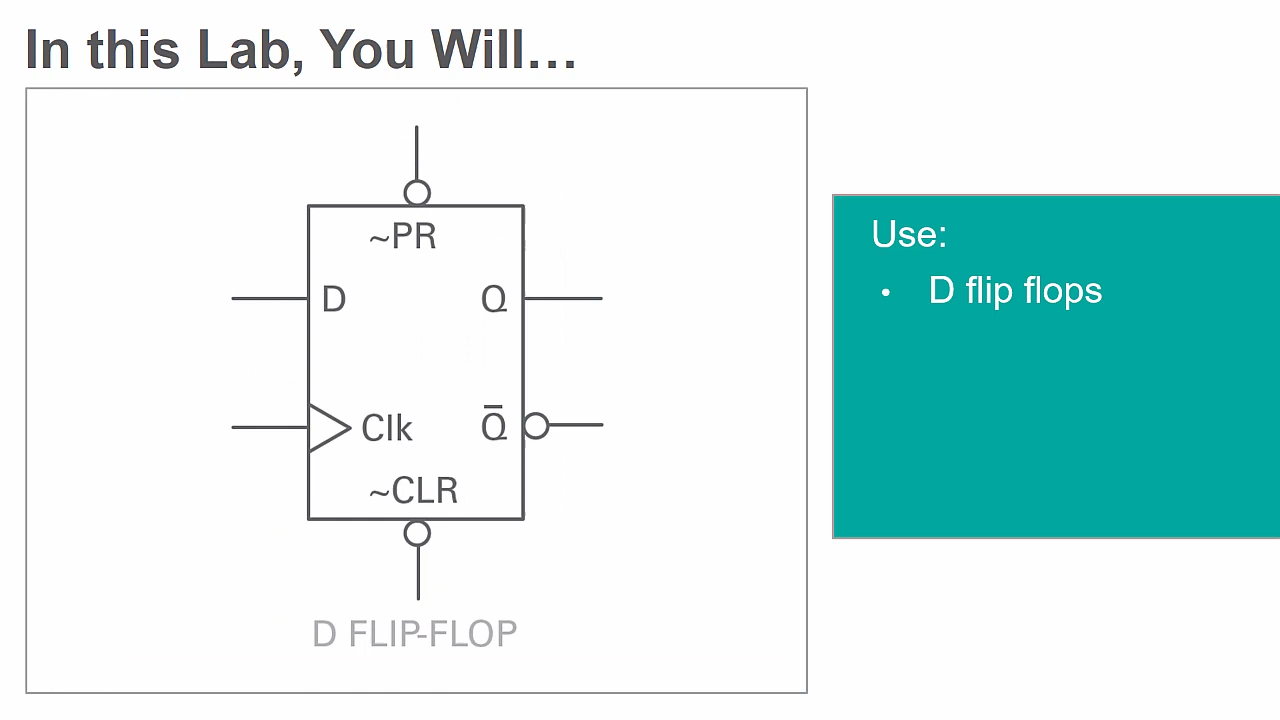 In this Lab, You Will…
~PR
D Q
Clk Q̅
~CLR
D FLIP-FLOP
Use:
• D flip flops